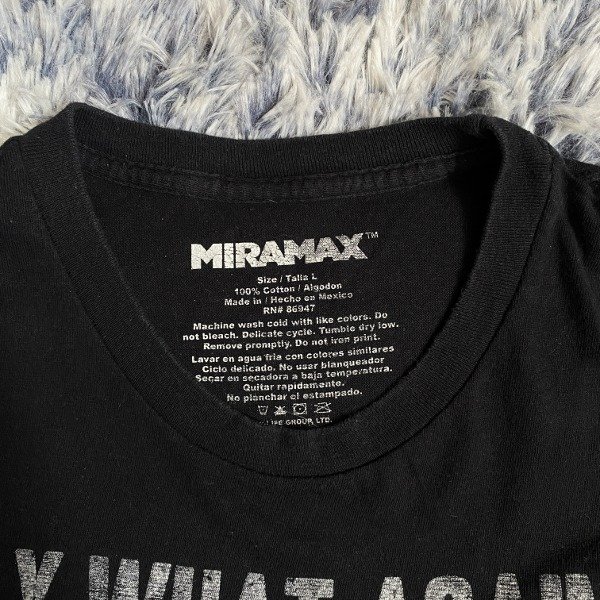 MIRAMAX™
Size / Talla L
100% Cotton / Algodon
Made in / Hecho en Mexico
RN# 86947
Machine wash cold with like colors. Do
not bleach. Delicate cycle. Tumble dry low.
Remove promptly. Do not iron print.
Lavar en agua fria con colores similares
Ciclo delicado. No usar blanqueador
Secar en secadora a baja temperatura.
Quitar rapidamente.
No planchar el estampado.
LIFE GROUP, LTD.
Y WHAT AGAIN